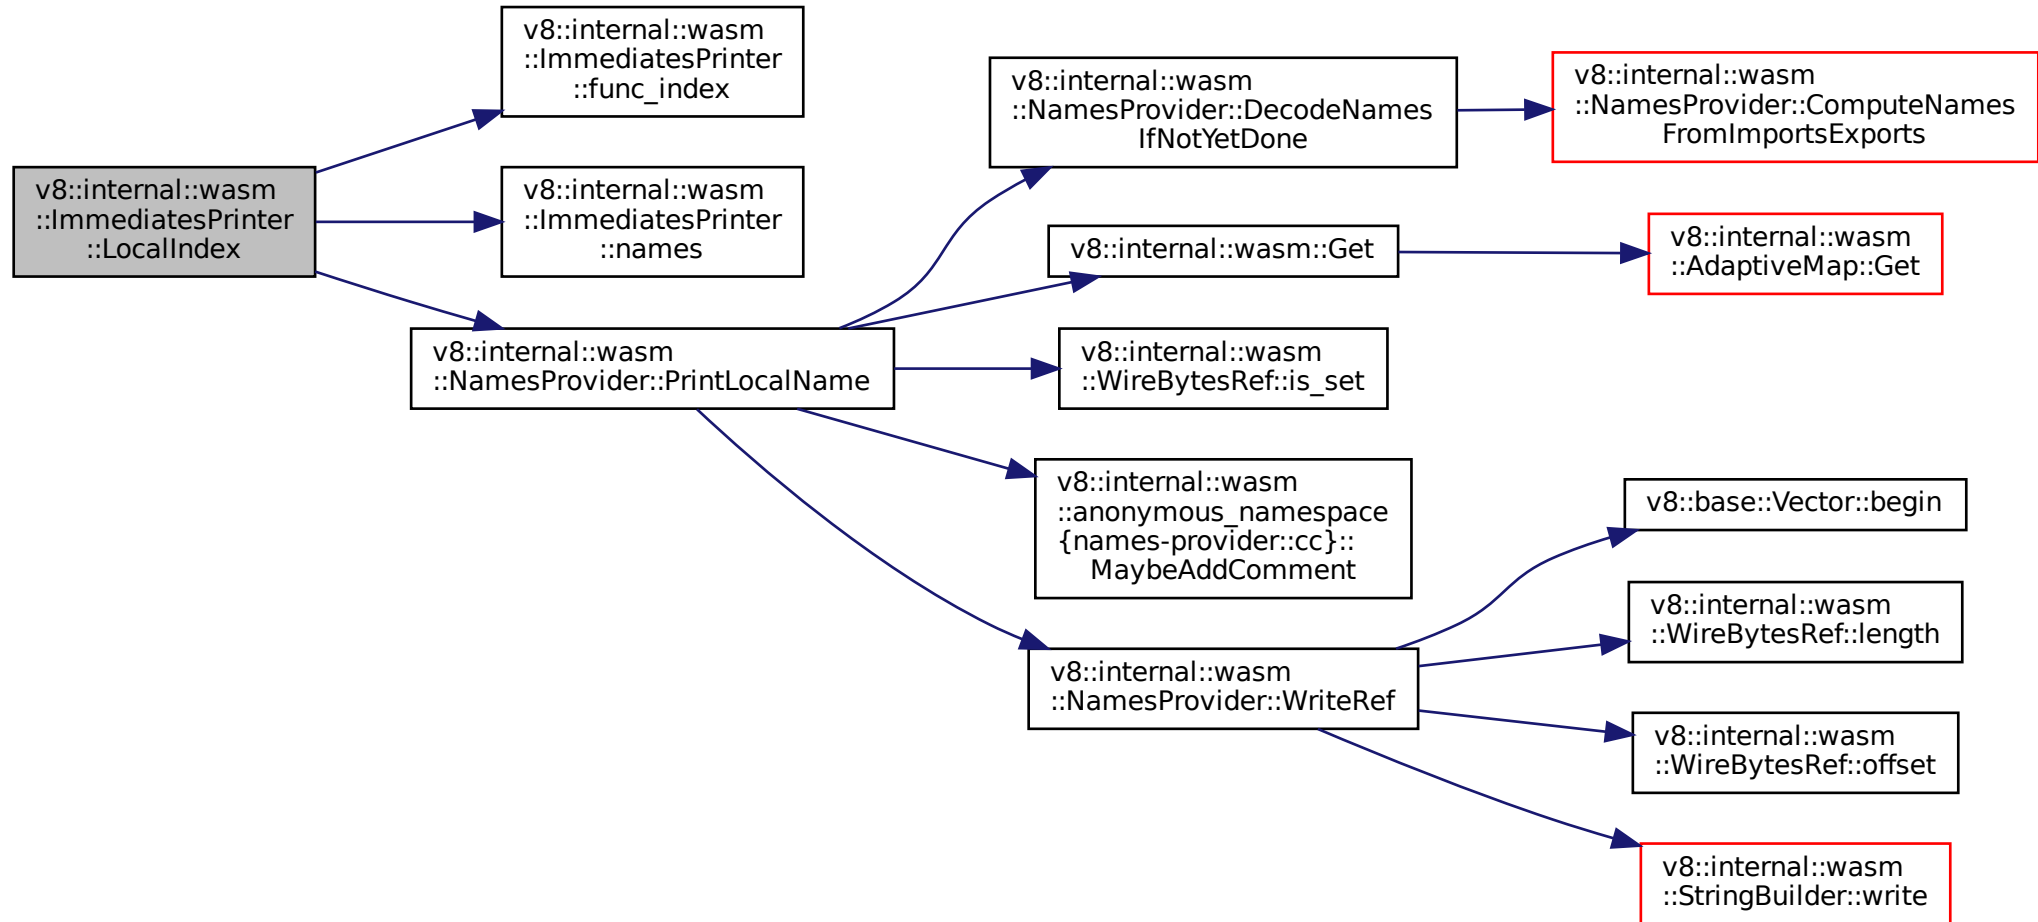 v8::internal::wasm
::ImmediatesPrinter
::LocalIndex
v8::internal::wasm
::ImmediatesPrinter
::func_index
v8::internal::wasm
::ImmediatesPrinter
::names
v8::internal::wasm
::NamesProvider::PrintLocalName
v8::internal::wasm
::NamesProvider::DecodeNames
IfNotYetDone
v8::internal::wasm::Get
v8::internal::wasm
::WireBytesRef::is_set
v8::internal::wasm
::anonymous_namespace
{names-provider::cc}::
MaybeAddComment
v8::internal::wasm
::NamesProvider::WriteRef
v8::internal::wasm
::NamesProvider::ComputeNames
FromImportsExports
v8::internal::wasm
::AdaptiveMap::Get
v8::base::Vector::begin
v8::internal::wasm
::WireBytesRef::length
v8::internal::wasm
::WireBytesRef::offset
v8::internal::wasm
::StringBuilder::write